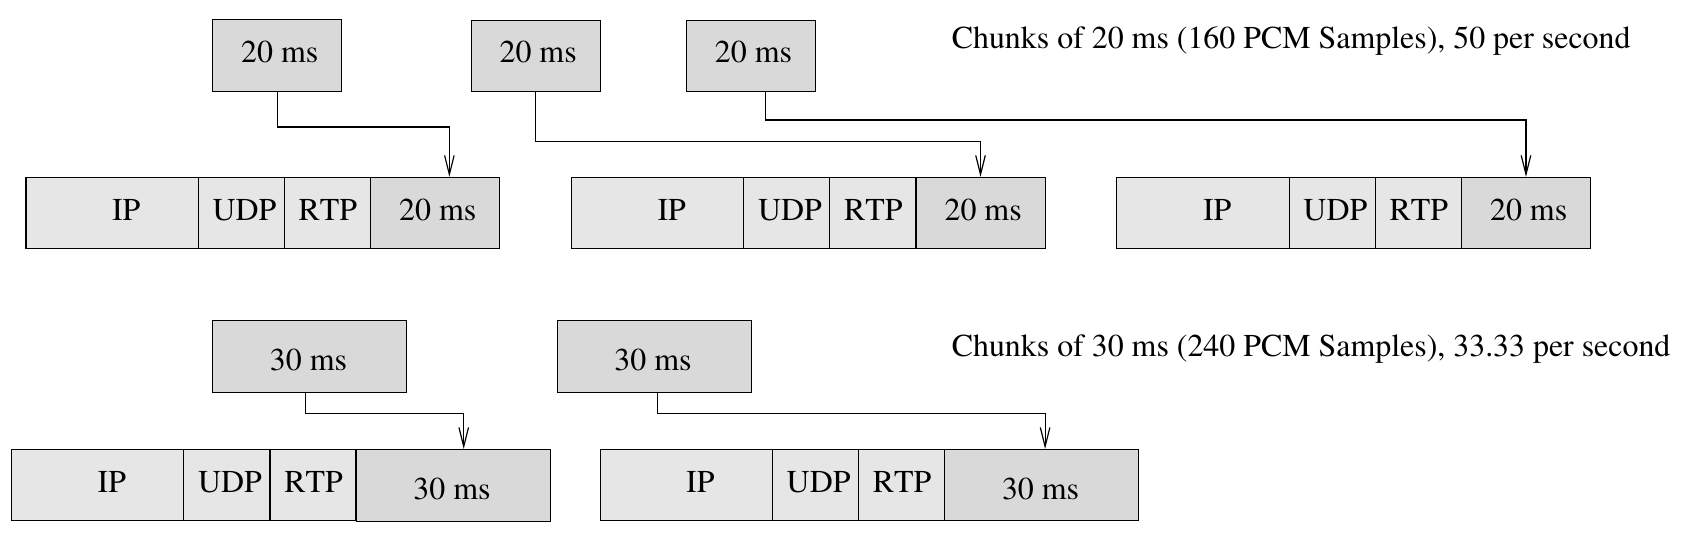 20 ms 20 ms 20 ms Chunks of 20 ms (160 PCM Samples), 50 per second
IP UDP RTP 20 ms IP UDP RTP 20 ms IP UDP RTP 20 ms
30 ms 30 ms Chunks of 30 ms (240 PCM Samples), 33.33 per second
IP UDP RTP 30 ms IP UDP RTP 30 ms